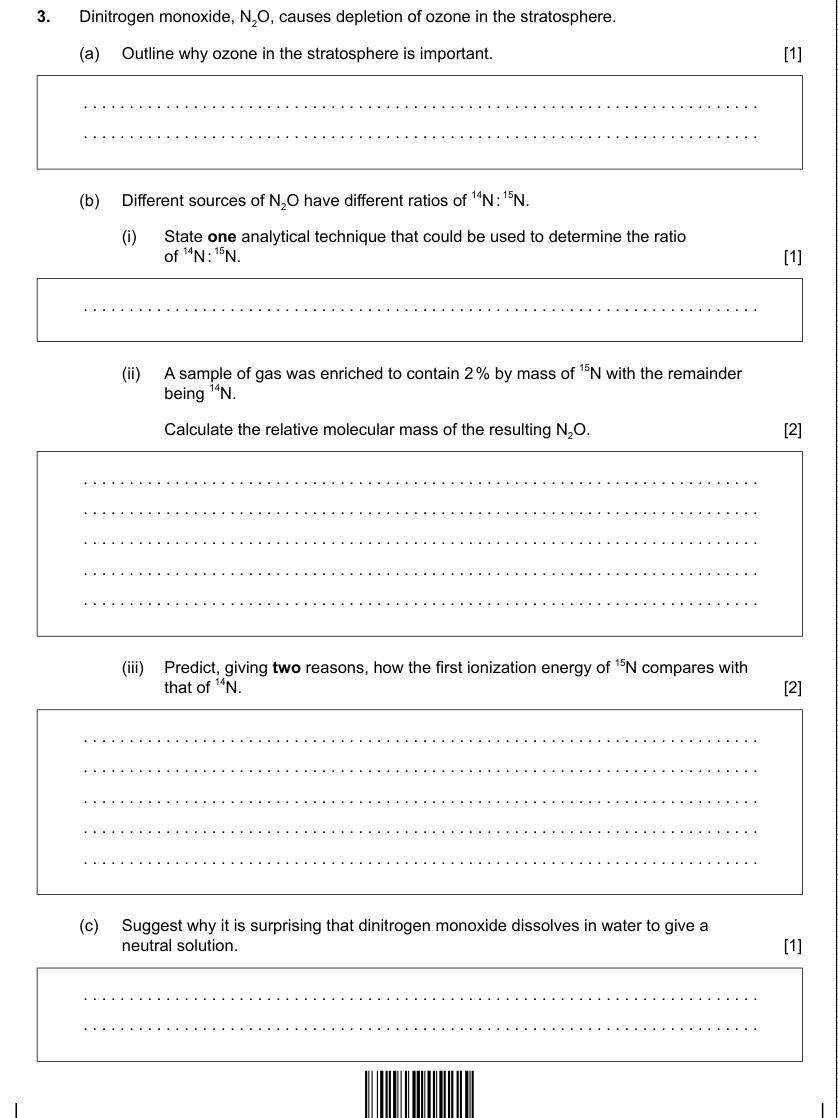 3. Dinitrogen monoxide, N₂O, causes depletion of ozone in the stratosphere.
(a) Outline why ozone in the stratosphere is important. [1]
(b) Different sources of N₂O have different ratios of ¹⁴N:¹⁵N.
(i) State one analytical technique that could be used to determine the ratio
of ¹⁴N:¹⁵N. [1]
(ii) A sample of gas was enriched to contain 2% by mass of ¹⁵N with the remainder
being ¹⁴N.
Calculate the relative molecular mass of the resulting N₂O. [2]
(iii) Predict, giving two reasons, how the first ionization energy of ¹⁵N compares with
that of ¹⁴N. [2]
(c) Suggest why it is surprising that dinitrogen monoxide dissolves in water to give a
neutral solution. [1]